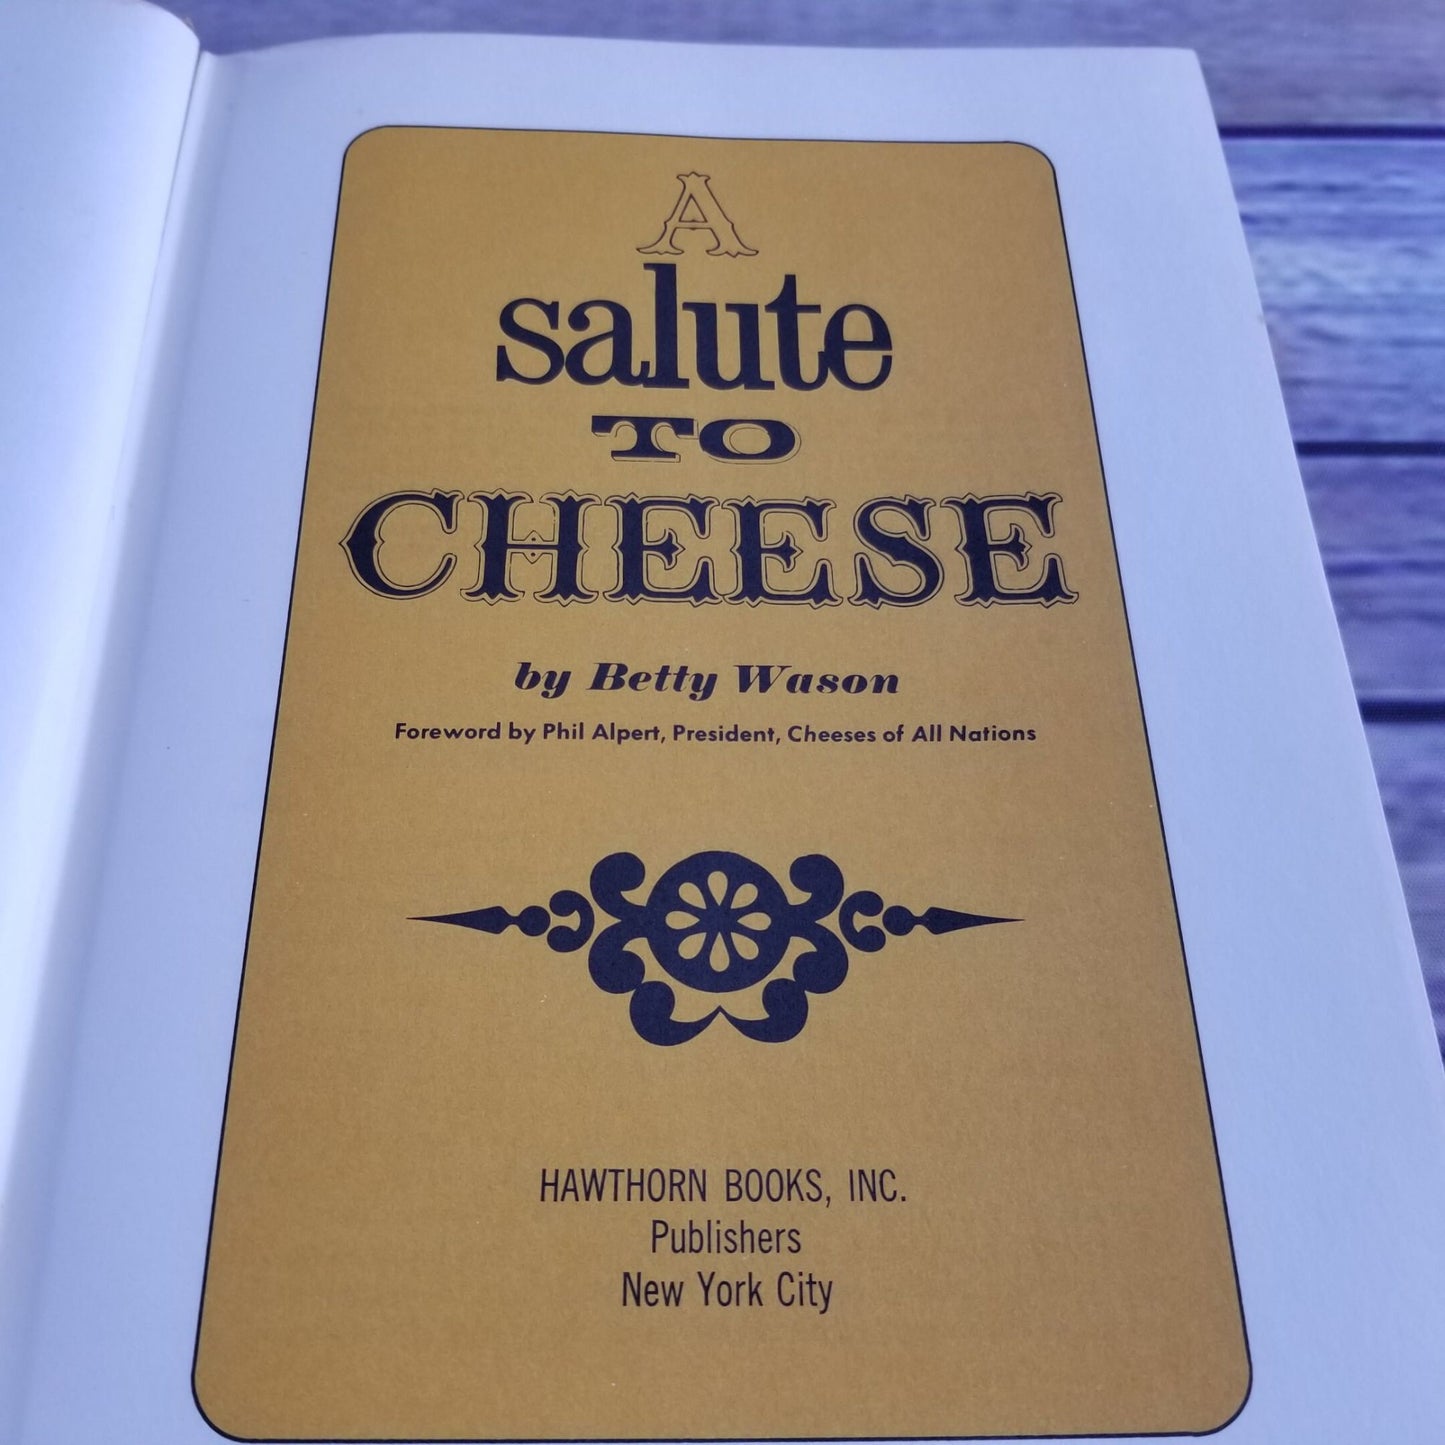 A
salute
TO
CHEESE
by Betty Wason
Foreword by Phil Alpert, President, Cheeses of All Nations
HAWTHORN BOOKS, INC.
Publishers
New York City